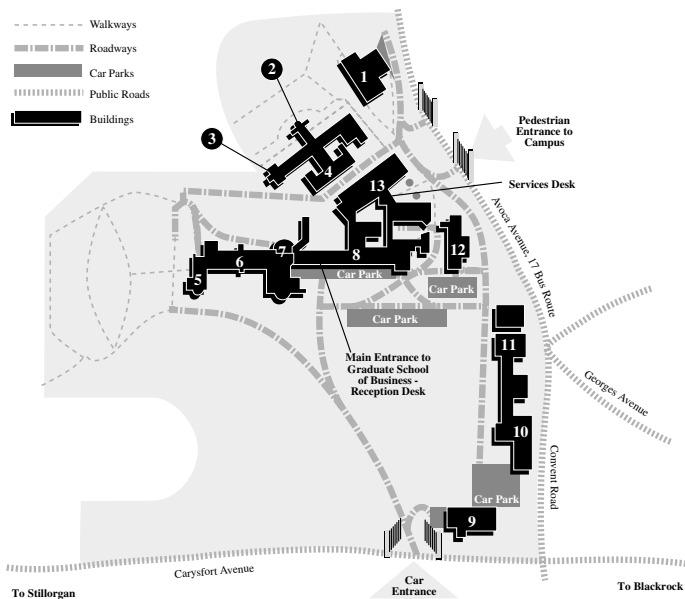 Walkways
Roadways
Car Parks
Public Roads
Buildings
1
2
3
4
Pedestrian
Entrance to
Campus
13
Services Desk
Avoca Avenue, 17 Bus Route
12
8
7
6
5
Car Park
Car Park
Car Park
Main Entrance to
Graduate School
of Business -
Reception Desk
11
Georges Avenue
10
Convent Road
Car Park
9
Carysfort Avenue
Car
Entrance
To Stillorgan
To Blackrock